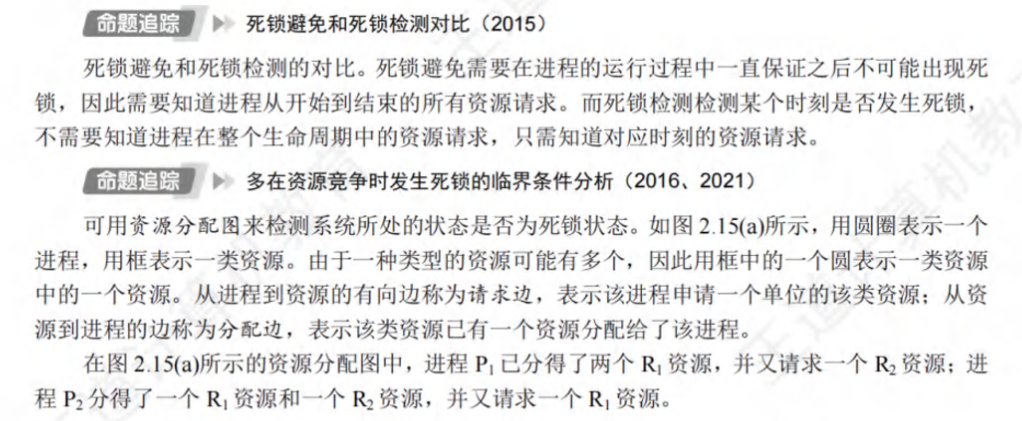 命题追踪 死锁避免和死锁检测对比（2015）
死锁避免和死锁检测的对比。死锁避免需要在进程的运行过程中一直保证之后不可能出现死
锁，因此需要知道进程从开始到结束的所有资源请求。而死锁检测检测某个时刻是否发生死锁，
不需要知道进程在整个生命周期中的资源请求，只需知道对应时刻的资源请求。
命题追踪 多在资源竞争时发生死锁的临界条件分析（2016、2021）
可用资源分配图来检测系统所处的状态是否为死锁状态。如图 2.15(a)所示，用圆圈表示一个
进程，用框表示一类资源。由于一种类型的资源可能有多个，因此用框中的一个圆表示一类资源
中的一个资源。从进程到资源的有向边称为请求边，表示该进程申请一个单位的该类资源；从资
源到进程的边称为分配边，表示该类资源已有一个资源分配给了该进程。
在图 2.15(a)所示的资源分配图中，进程 P₁ 已分得了两个 R₁ 资源，并又请求一个 R₂ 资源；进
程 P₂ 分得了一个 R₁ 资源和一个 R₂ 资源，并又请求一个 R₁ 资源。